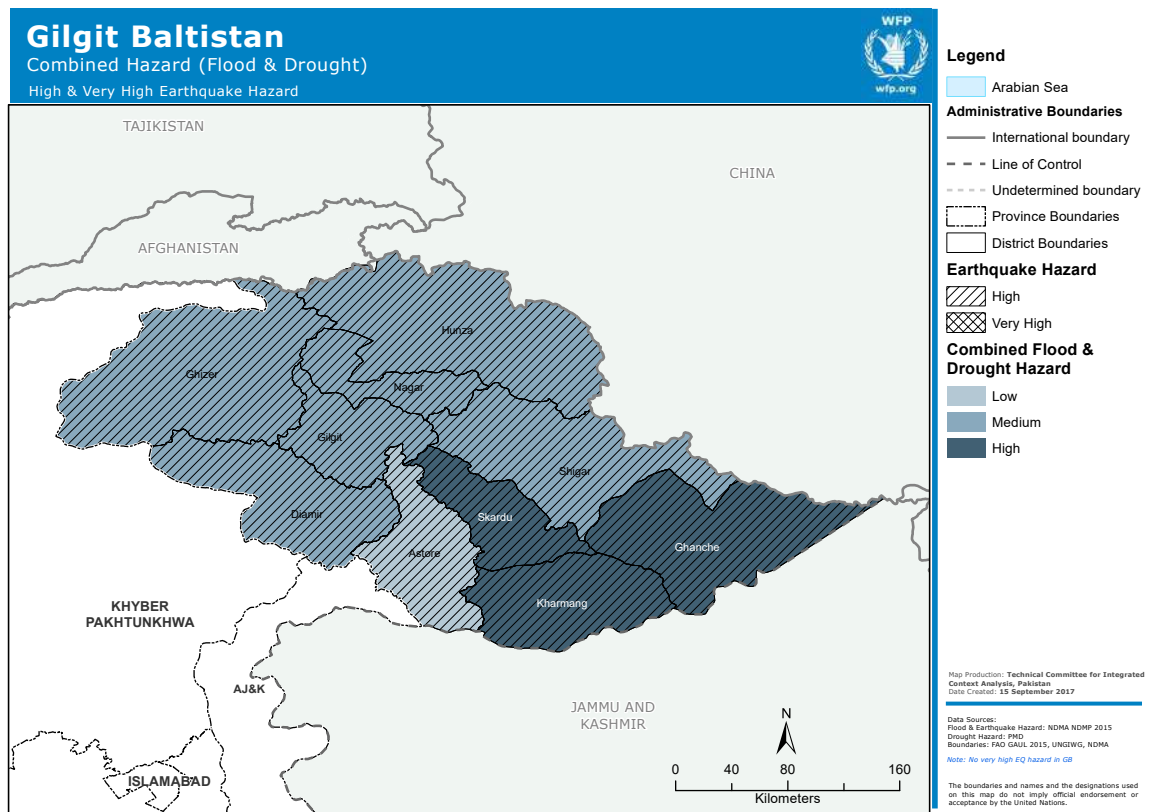 Gilgit Baltistan
Combined Hazard (Flood & Drought)
High & Very High Earthquake Hazard
WFP
wfp.org
TAJIKISTAN
CHINA
AFGHANISTAN
Hunza
Ghizer
Nagar
Gilgit
Shigar
Diamir
Skardu
Astore
Ghanche
Kharmang
KHYBER
PAKHTUNKHWA
AJ&K
JAMMU AND
KASHMIR
ISLAMABAD
N
0 40 80 160
Kilometers
Legend
Arabian Sea
Administrative Boundaries
International boundary
Line of Control
Undetermined boundary
Province Boundaries
District Boundaries
Earthquake Hazard
High
Very High
Combined Flood &
Drought Hazard
Low
Medium
High
Map Production: Technical Committee for Integrated
Context Analysis, Pakistan
Date Created: 15 September 2017
Data Sources:
Flood & Earthquake Hazard: NDMA NDMP 2015
Drought Hazard: PMD
Boundaries: FAO GAUL 2015, UNGIWG, NDMA
Note: No very high EQ hazard in GB
The boundaries and names and the designations used
on this map do not imply official endorsement or
acceptance by the United Nations.